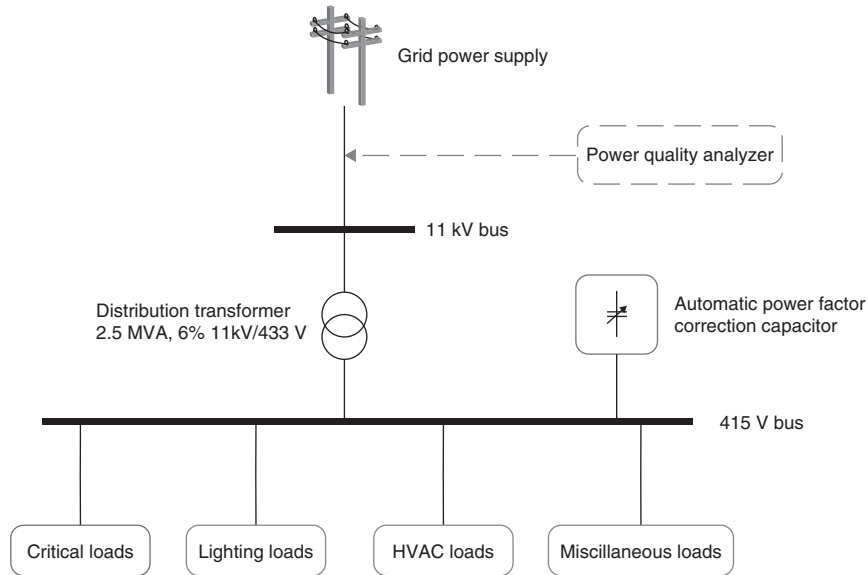 Grid power supply
Power quality analyzer
11 kV bus
Distribution transformer
2.5 MVA, 6% 11kV/433 V
Automatic power factor
correction capacitor
415 V bus
Critical loads
Lighting loads
HVAC loads
Miscillaneous loads